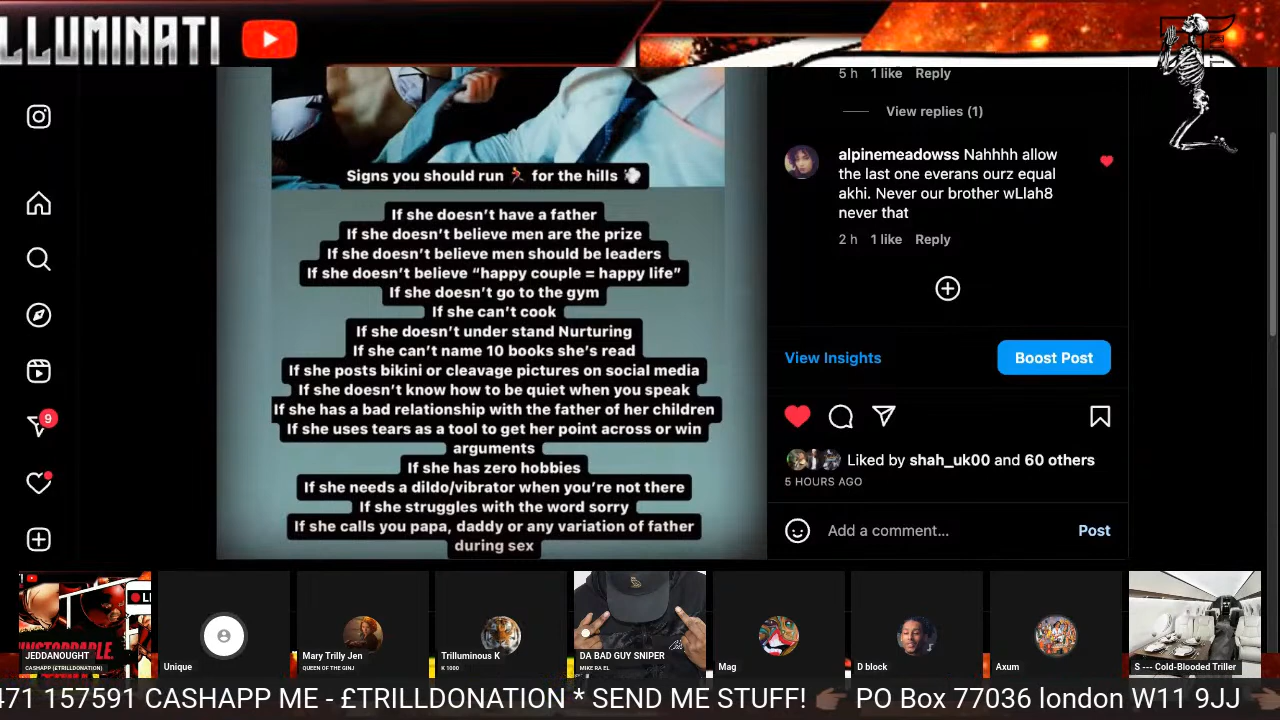 LLUMINATI
Signs you should run 🏃 for the hills 💨
If she doesn't have a father
If she doesn't believe men are the prize
If she doesn't believe men should be leaders
If she doesn't believe “happy couple = happy life”
If she doesn't go to the gym
If she can't cook
If she doesn't under stand Nurturing
If she can't name 10 books she's read
If she posts bikini or cleavage pictures on social media
If she doesn't know how to be quiet when you speak
If she has a bad relationship with the father of her children
If she uses tears as a tool to get her point across or win
arguments
If she has zero hobbies
If she needs a dildo/vibrator when you're not there
If she struggles with the word sorry
If she calls you papa, daddy or any variation of father
during sex
5 h 1 like Reply
View replies (1)
alpinemeadowss Nahhhh allow
the last one everans ourz equal
akhi. Never our brother wLlah8
never that
2 h 1 like Reply
View Insights
Boost Post
Liked by shah_uk00 and 60 others
5 HOURS AGO
Add a comment...
Post
9
UNSTOPPABLE.
JEDDANOUGHT
CASHAPP (£TRILLDONATION)
Unique
Mary Trilly Jen
QUEEN OF THE GINJ
Trilluminous K
K 1000
DA BAD GUY SNIPER
MIKE RA EL
Mag
D block
Axum
S --- Cold-Blooded Triller
471 157591 CASHAPP ME - £TRILLDONATION * SEND ME STUFF! 👉🏿 PO Box 77036 london W11 9JJ